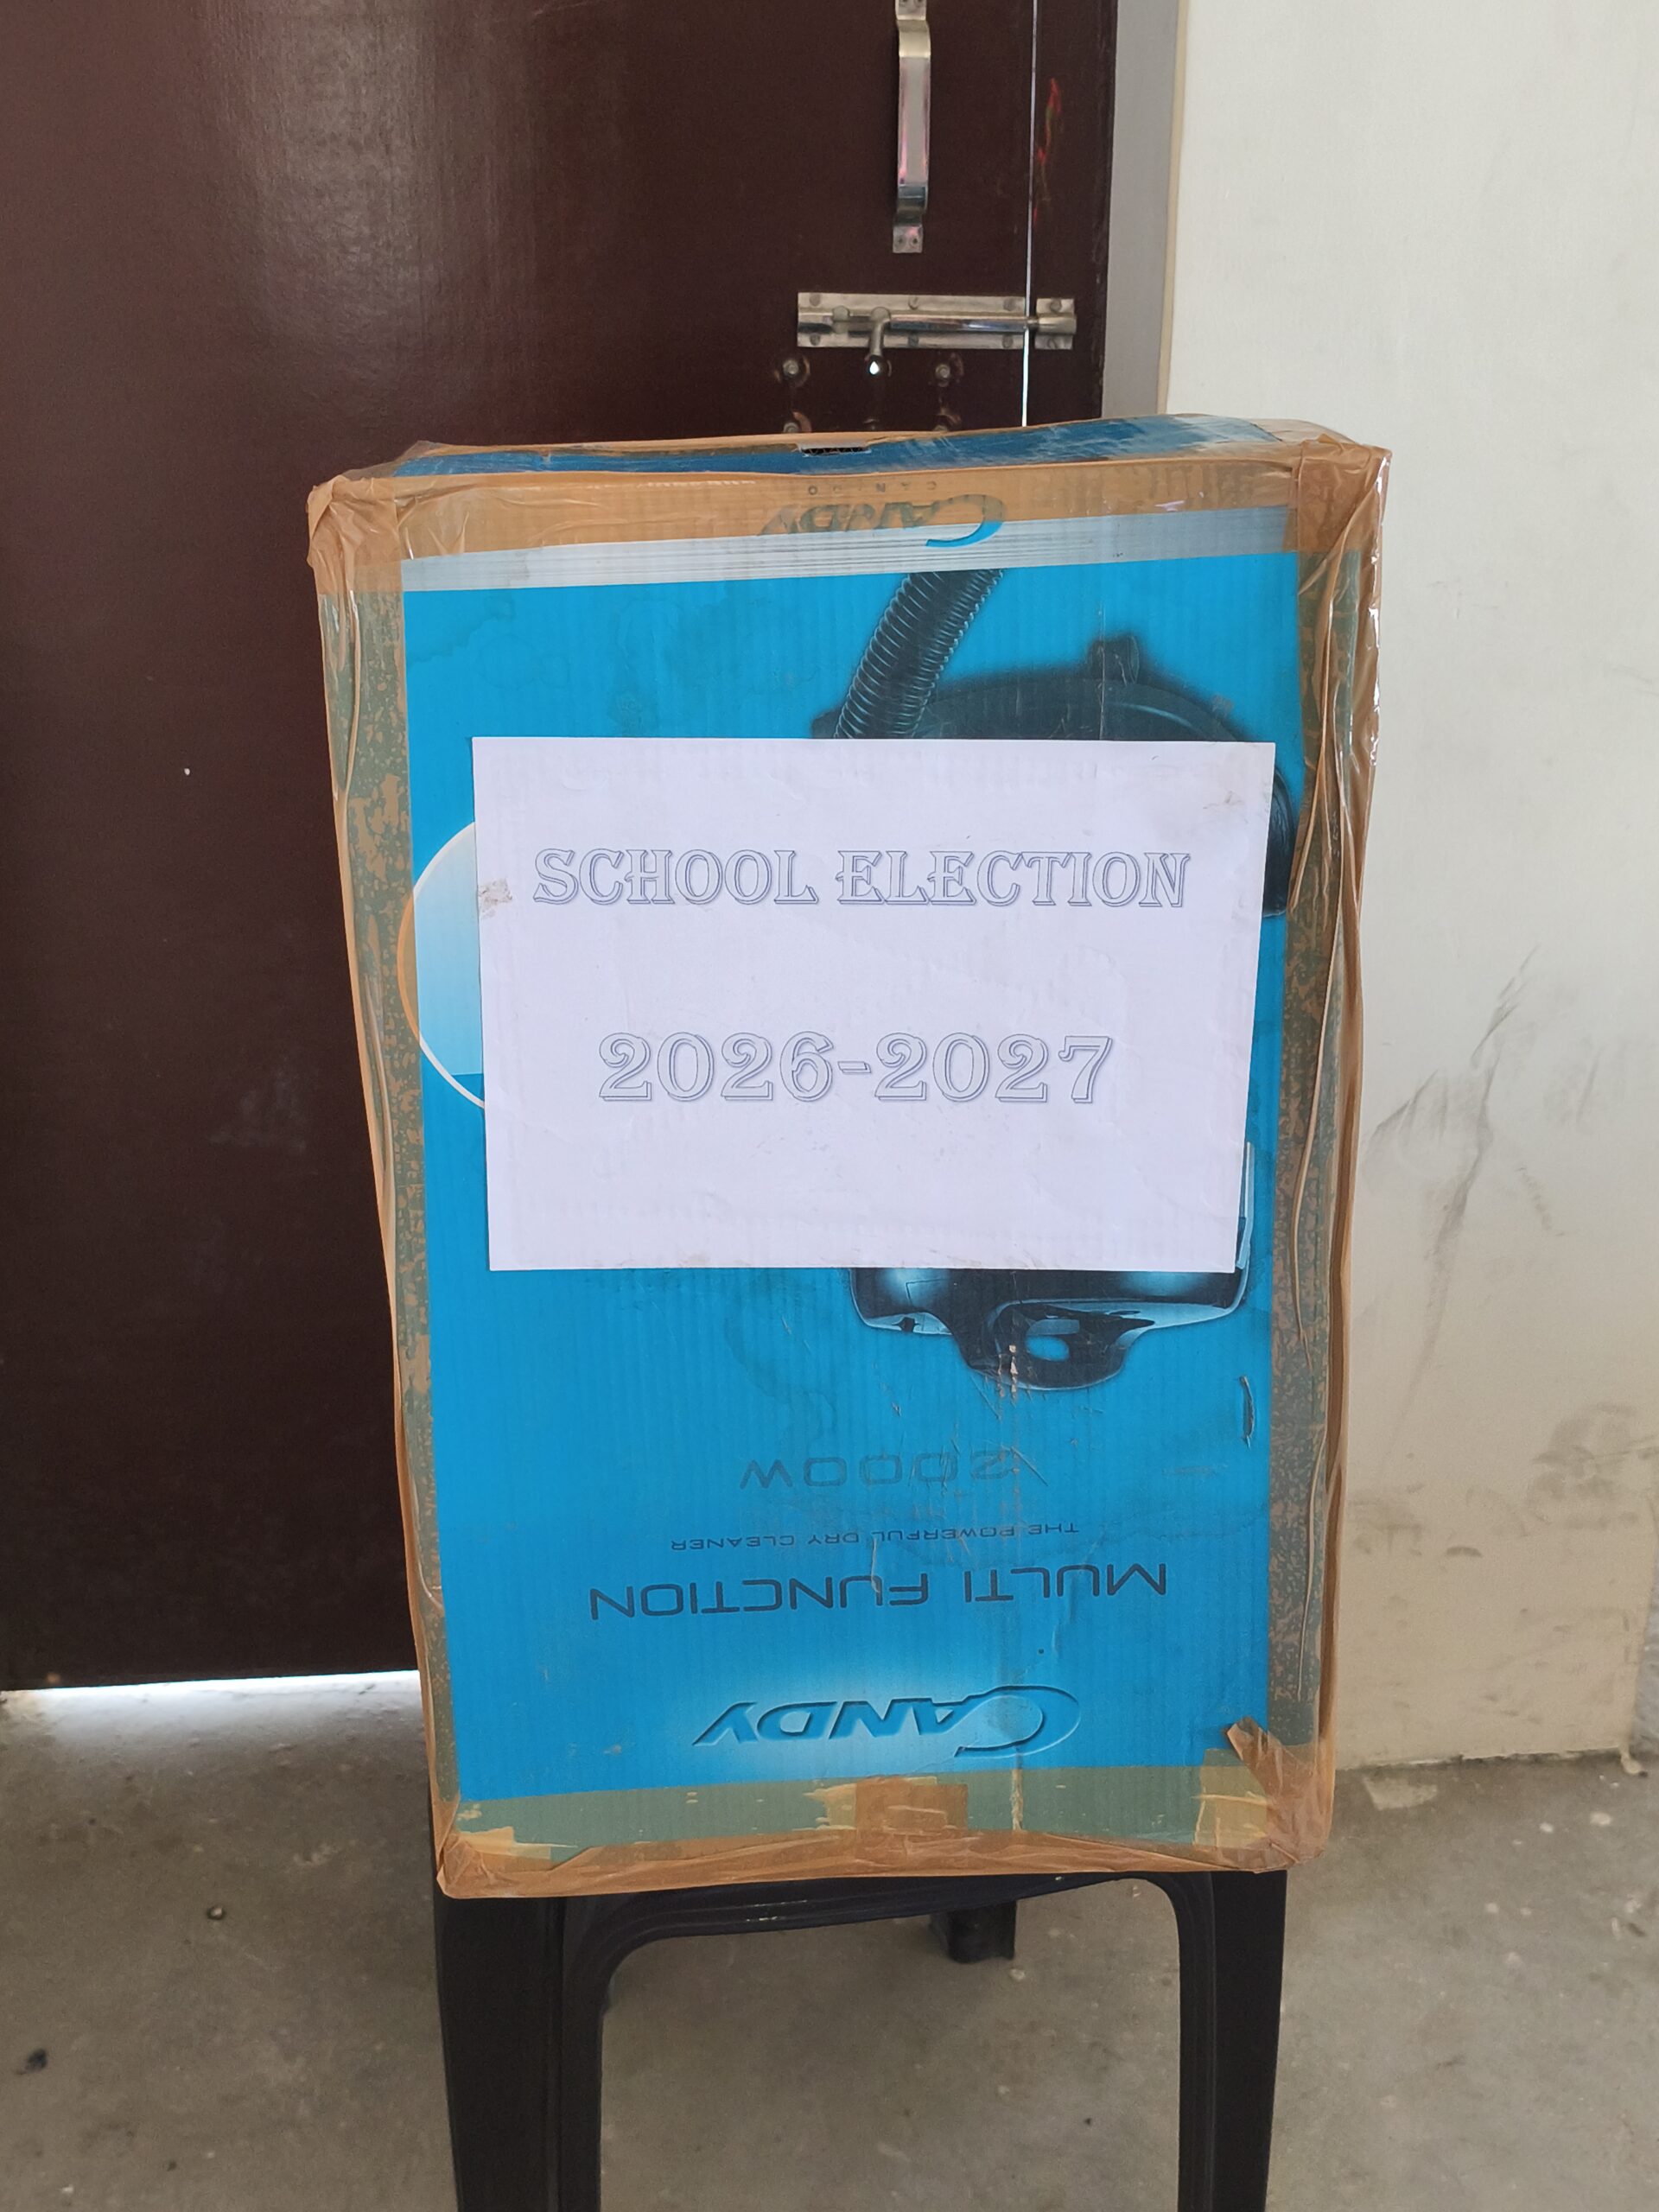 CANDY
SCHOOL ELECTION
2026-2027
2000W
THE POWERFUL DRY CLEANER
MULTI FUNCTION
CANDY